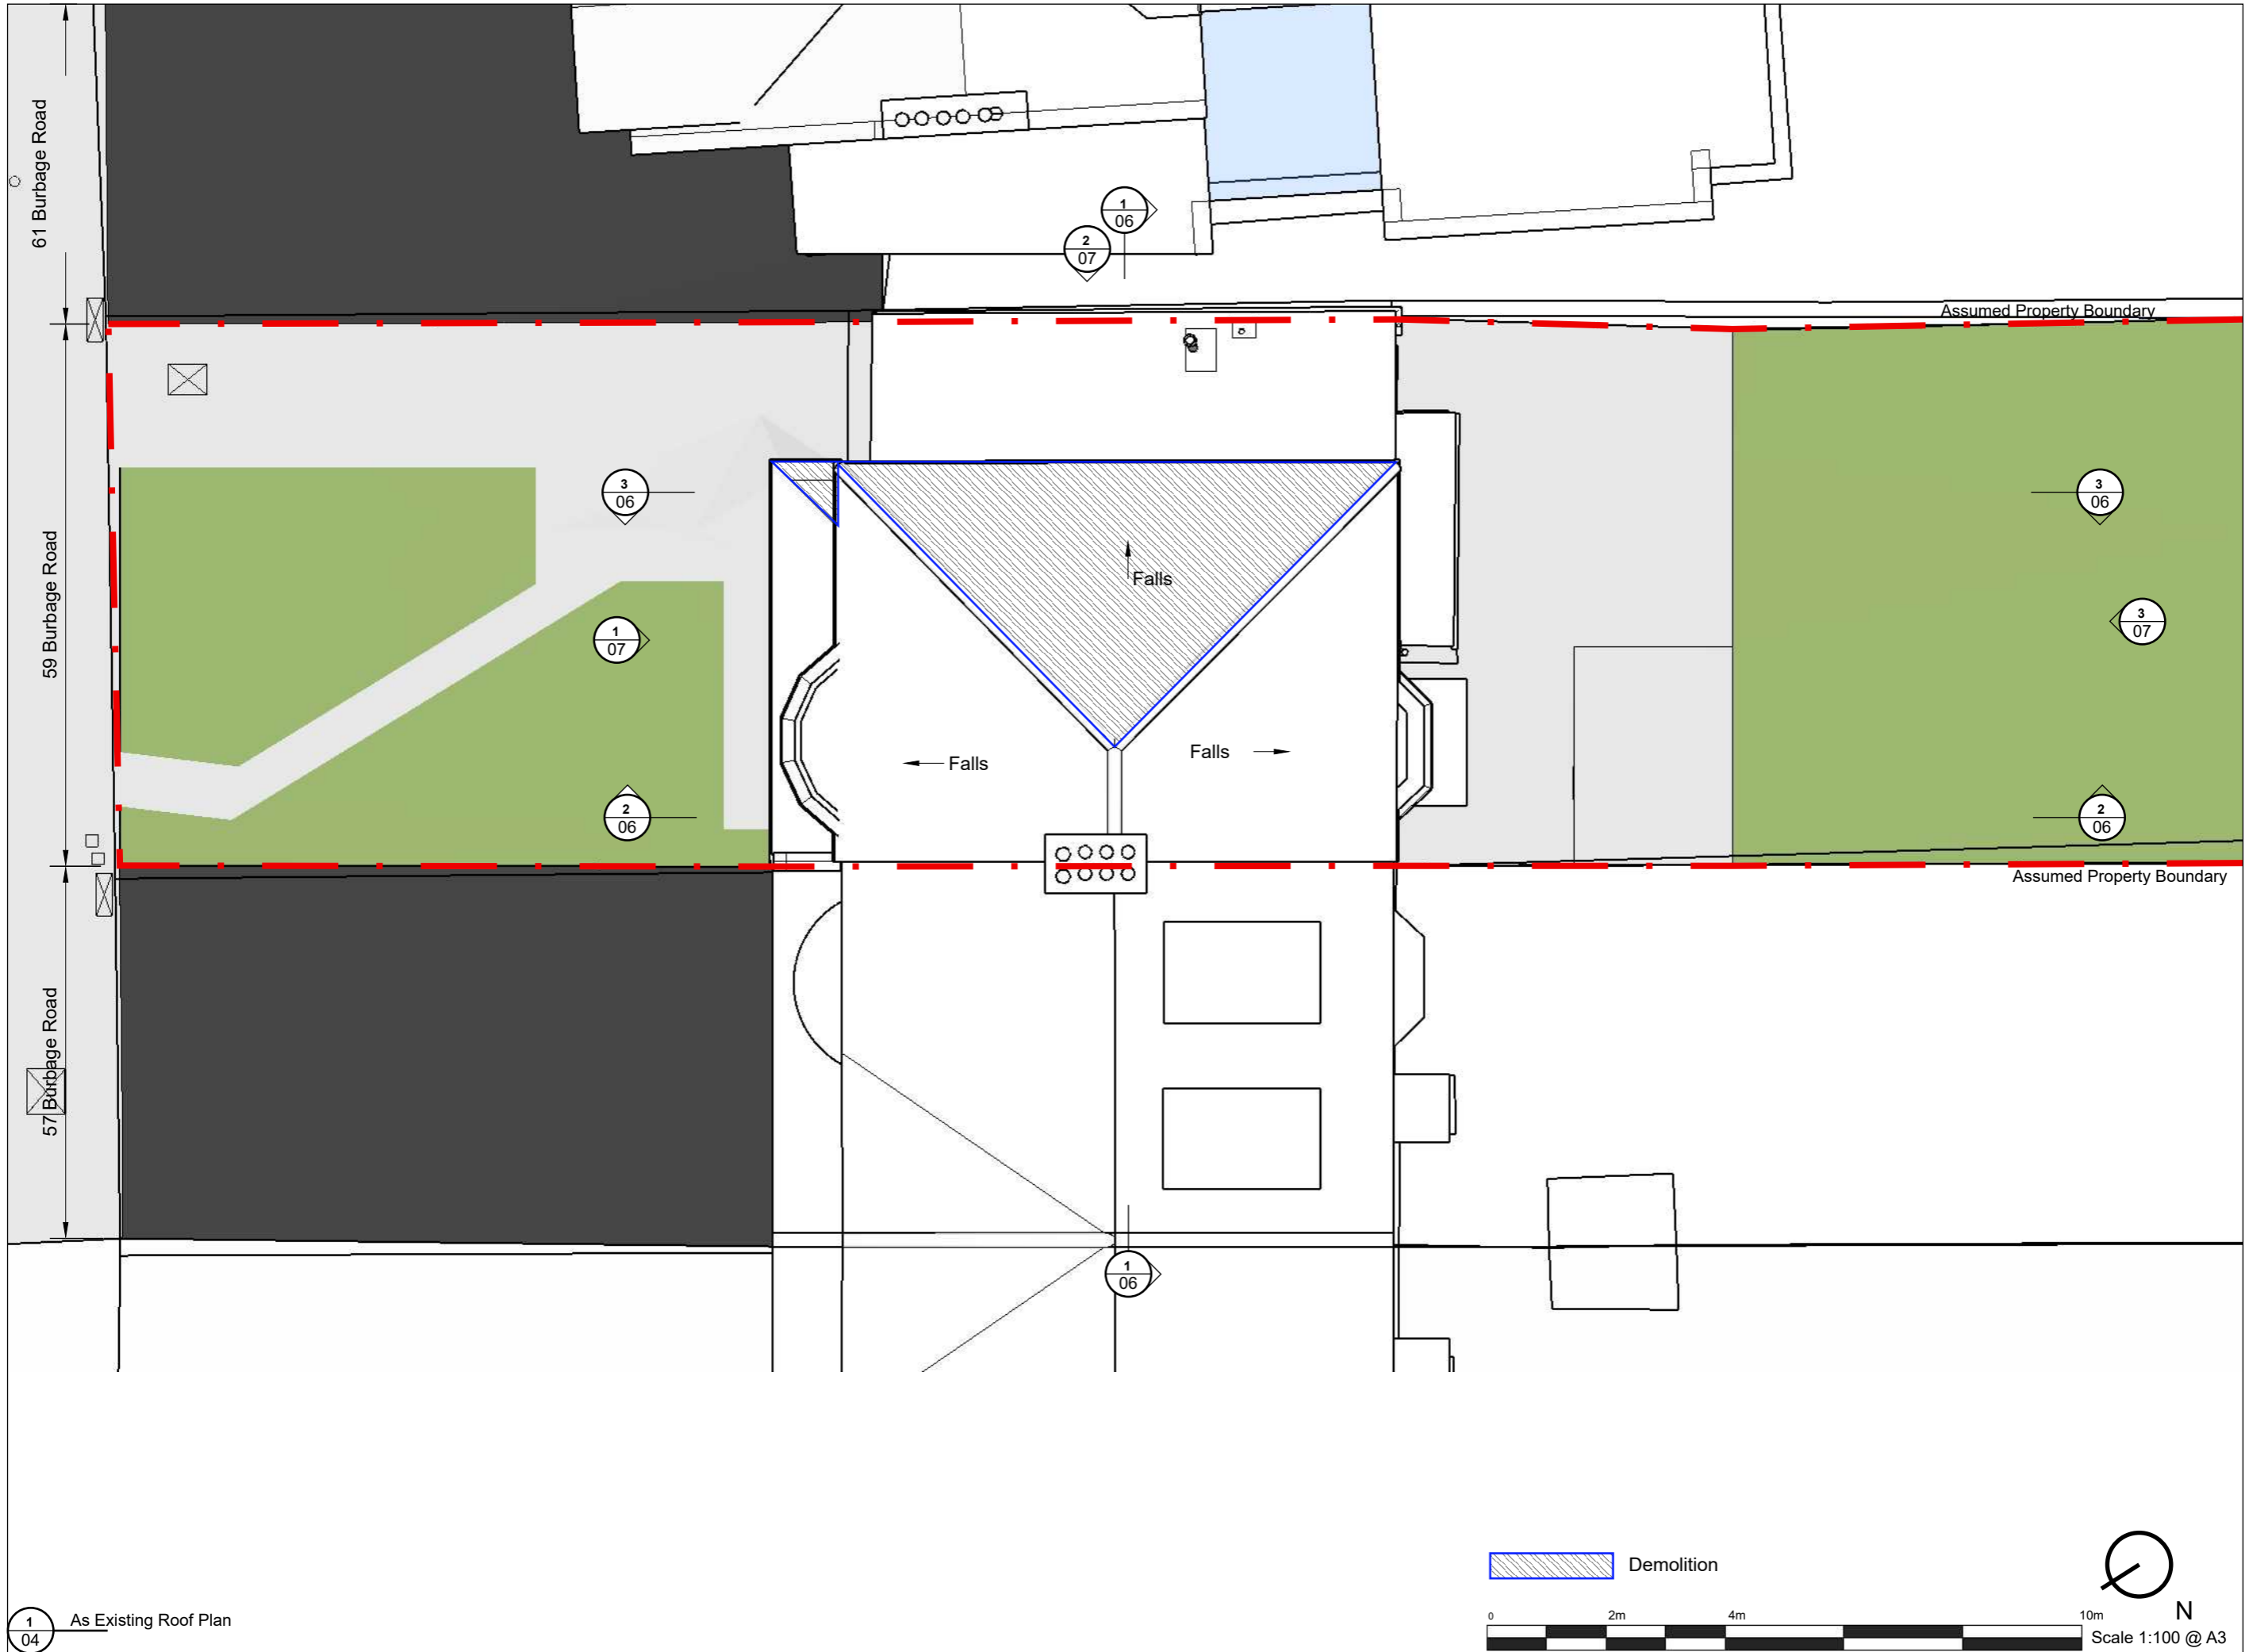 61 Burbage Road
1
06
2
07
Assumed Property Boundary
59 Burbage Road
3
06
3
06
Falls
1
07
3
07
Falls
Falls
2
06
2
06
Assumed Property Boundary
57 Burbage Road
1
06
Demolition
0 2m 4m 10m
N
Scale 1:100 @ A3
1
04
As Existing Roof Plan